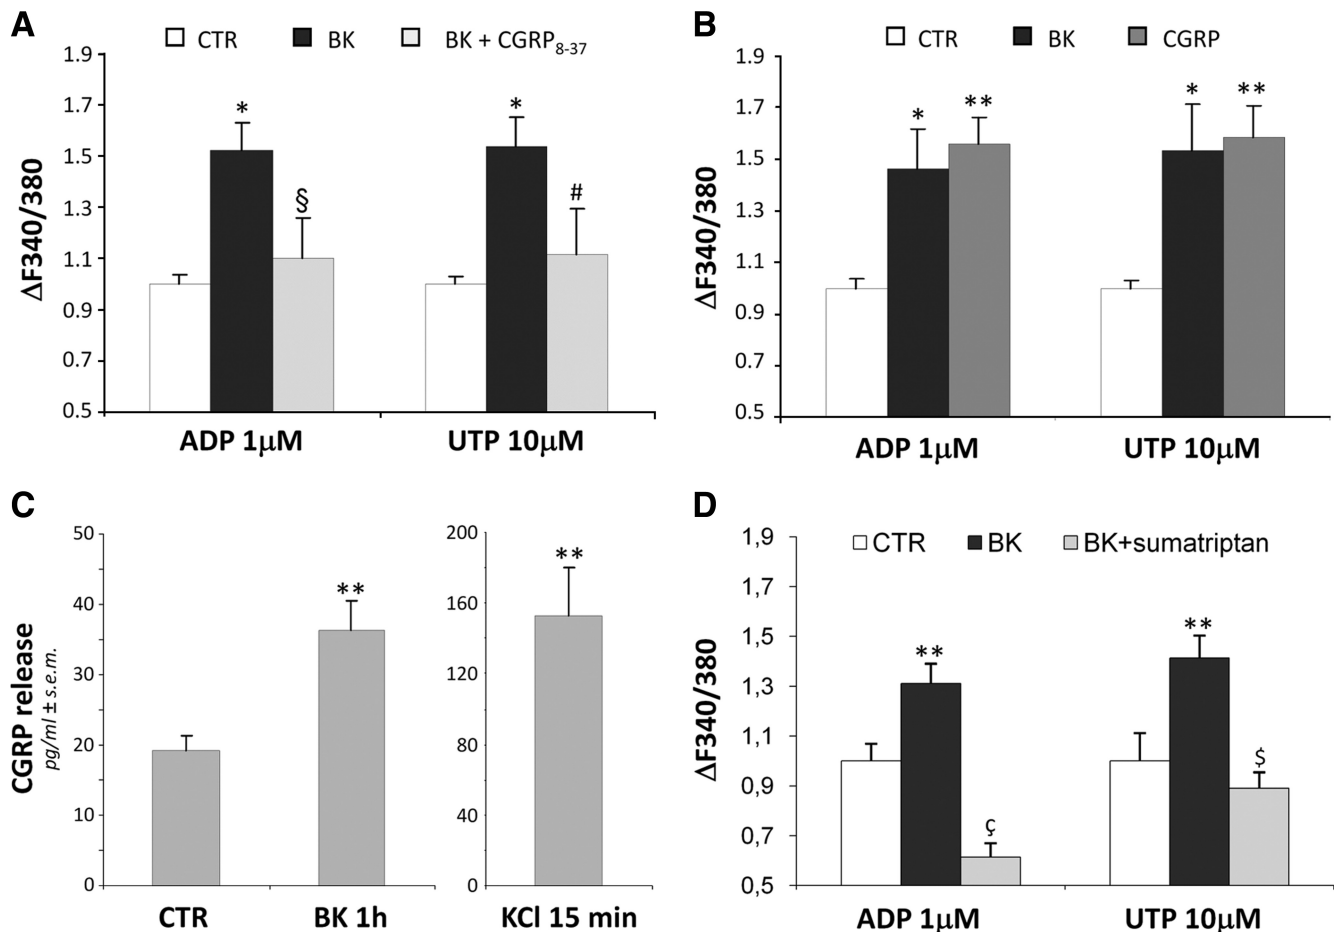 A
CTR BK BK + CGRP8-37
1.9
1.7
1.5
1.3
1.1
0.9
0.7
0.5
ΔF340/380
* § * #
ADP 1μM UTP 10μM
B
CTR BK CGRP
1.9
1.7
1.5
1.3
1.1
0.9
0.7
0.5
ΔF340/380
* ** * **
ADP 1μM UTP 10μM
C
CGRP release
pg/ml ± s.e.m.
50
40
30
20
10
0
**
CTR BK 1h
200
160
120
80
40
0
**
KCl 15 min
D
CTR BK BK+sumatriptan
1,9
1,7
1,5
1,3
1,1
0,9
0,7
0,5
ΔF340/380
** ç ** $
ADP 1μM UTP 10μM